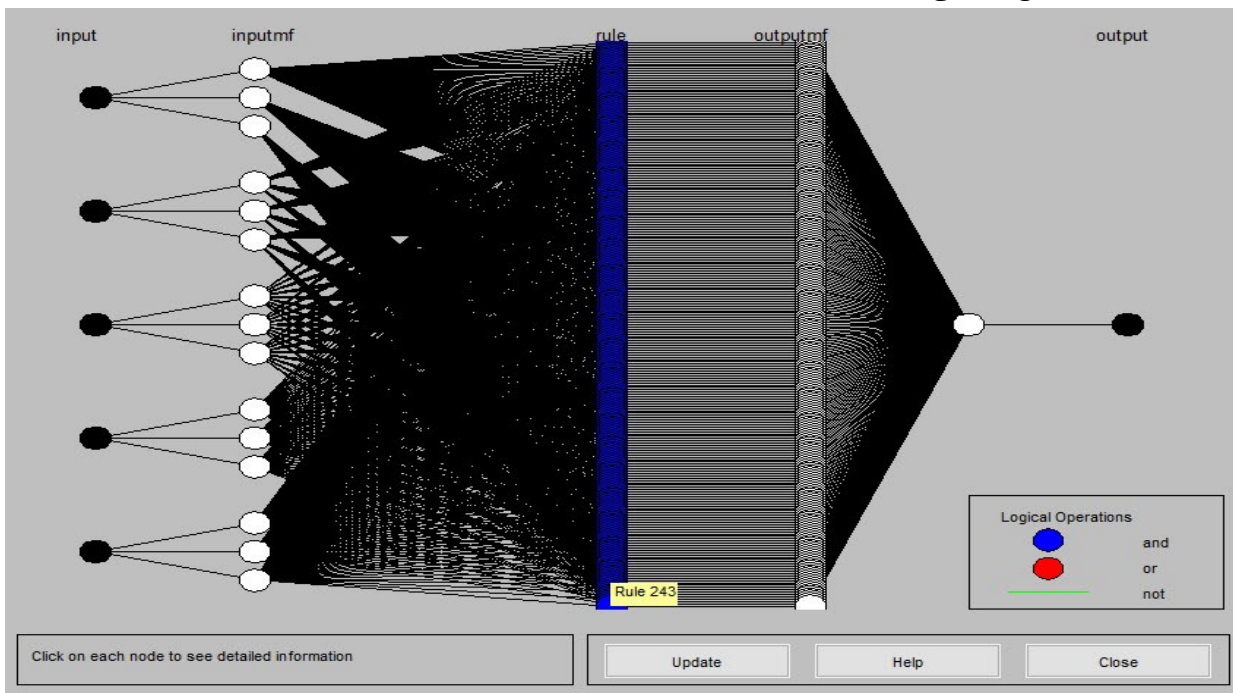 input inputmf rule outputmf output
Rule 243
Logical Operations
and
or
not
Click on each node to see detailed information
Update Help Close